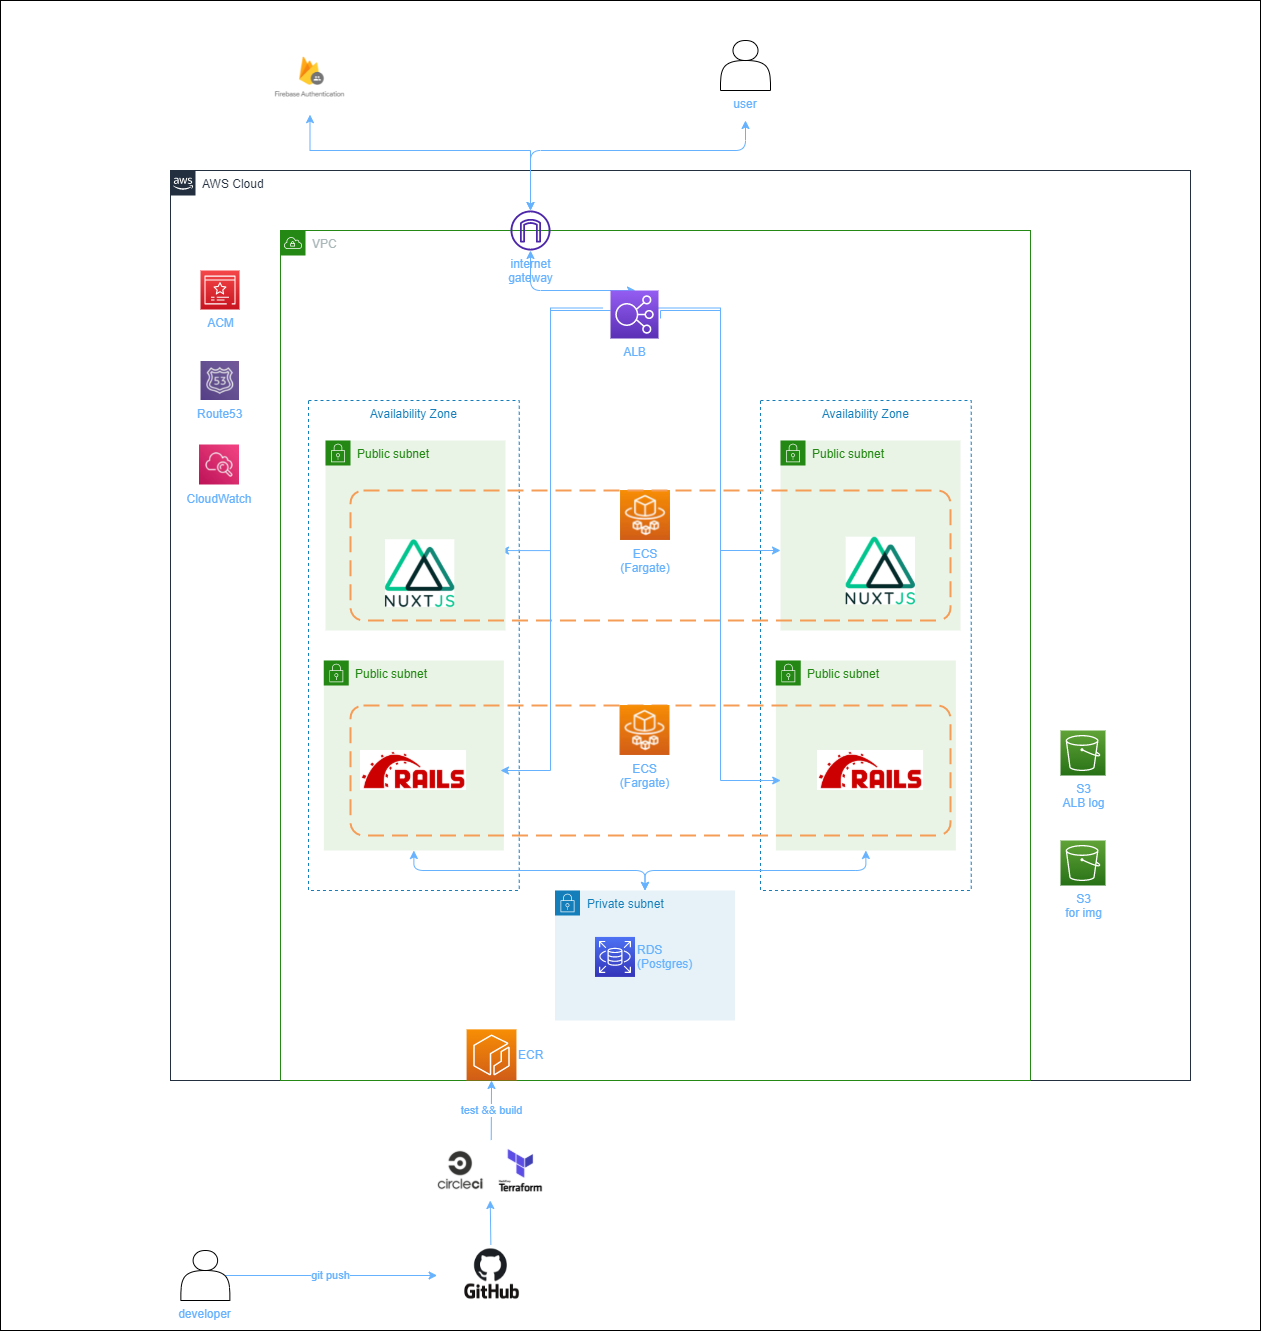 Firebase Authentication
user
aws
AWS Cloud
VPC
internet
gateway
ACM
ALB
53
Route53
CloudWatch
Availability Zone
Availability Zone
Public subnet
Public subnet
ECS
(Fargate)
NUXTJS
NUXTJS
Public subnet
Public subnet
ECS
(Fargate)
RAILS
RAILS
S3
ALB log
S3
for img
Private subnet
RDS
(Postgres)
ECR
test && build
circleci
Terraform
git push
GitHub
developer